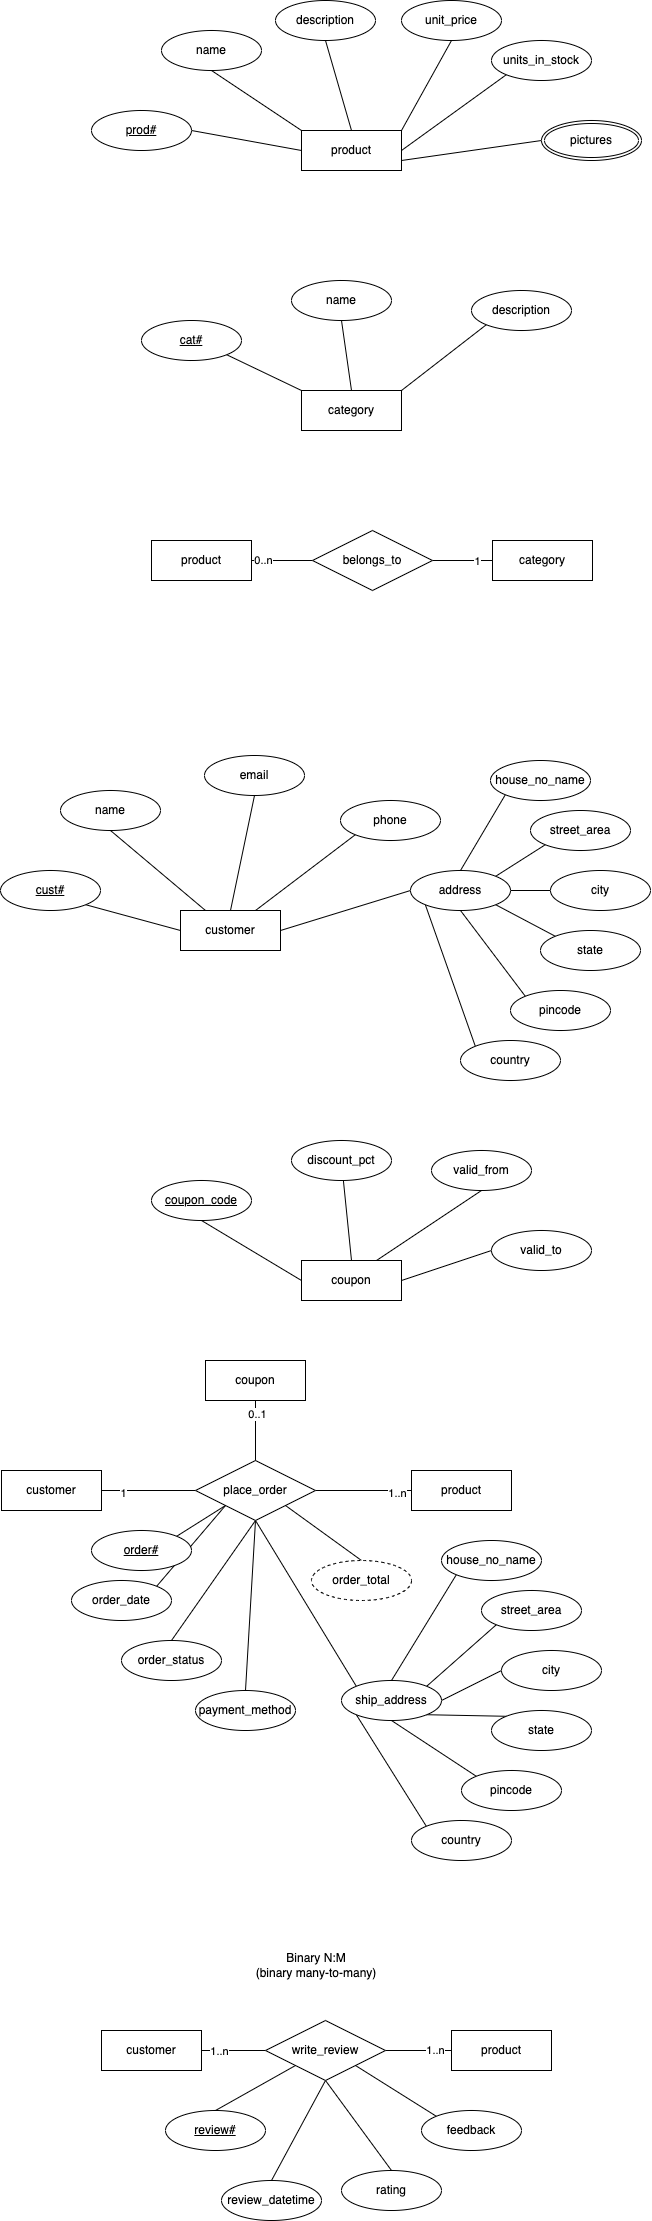 description
unit_price
name
units_in_stock
prod#
pictures
product
name
description
cat#
category
product
0..n
belongs_to
1
category
email
house_no_name
name
phone
street_area
cust#
address
city
customer
state
pincode
country
discount_pct
valid_from
coupon_code
valid_to
coupon
coupon
0..1
customer
1
place_order
1..n
product
order#
house_no_name
order_date
order_total
street_area
order_status
city
payment_method
ship_address
state
pincode
country
Binary N:M
(binary many-to-many)
customer
1..n
write_review
1..n
product
review#
feedback
review_datetime
rating